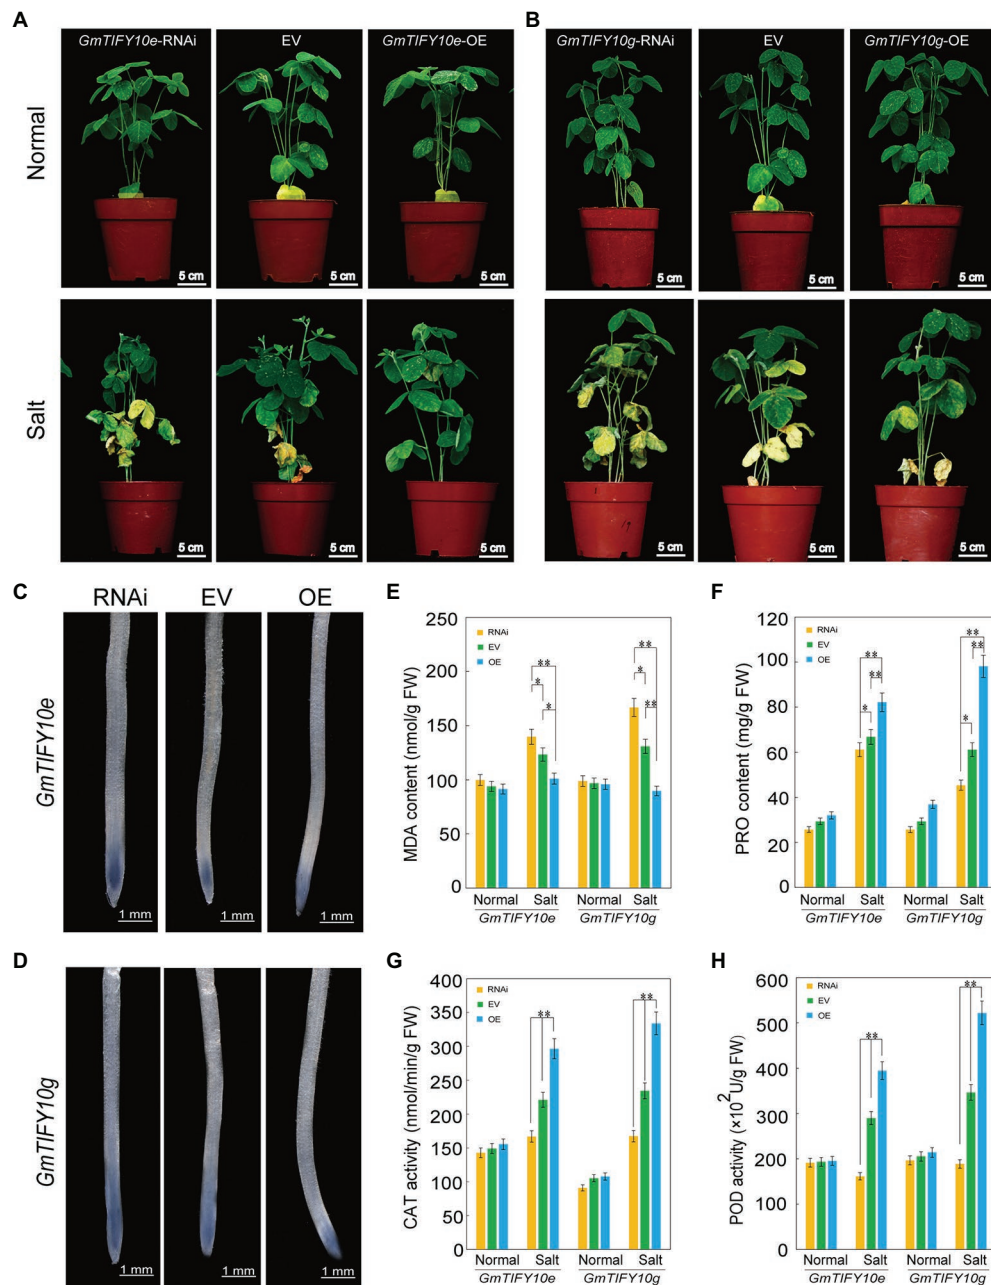 A
GmTIFY10e-RNAi EV GmTIFY10e-OE
Normal
5 cm 5 cm 5 cm
Salt
5 cm 5 cm 5 cm
B
GmTIFY10g-RNAi EV GmTIFY10g-OE
5 cm 5 cm 5 cm
5 cm 5 cm 5 cm
C
RNAi EV OE
GmTIFY10e
1 mm 1 mm 1 mm
D
GmTIFY10g
1 mm 1 mm 1 mm
E
MDA content (nmol/g FW)
250
200
150
100
50
0
RNAi
EV
OE
** * *
** * **
Normal Salt Normal Salt
GmTIFY10e GmTIFY10g
F
PRO content (mg/g FW)
120
100
80
60
40
20
0
RNAi
EV
OE
** ** *
** ** *
Normal Salt Normal Salt
GmTIFY10e GmTIFY10g
G
CAT activity (nmol/min/g FW)
400
350
300
250
200
150
100
50
0
RNAi
EV
OE
** **
Normal Salt Normal Salt
GmTIFY10e GmTIFY10g
H
POD activity (×10² U/g FW)
600
500
400
300
200
100
0
RNAi
EV
OE
** **
Normal Salt Normal Salt
GmTIFY10e GmTIFY10g